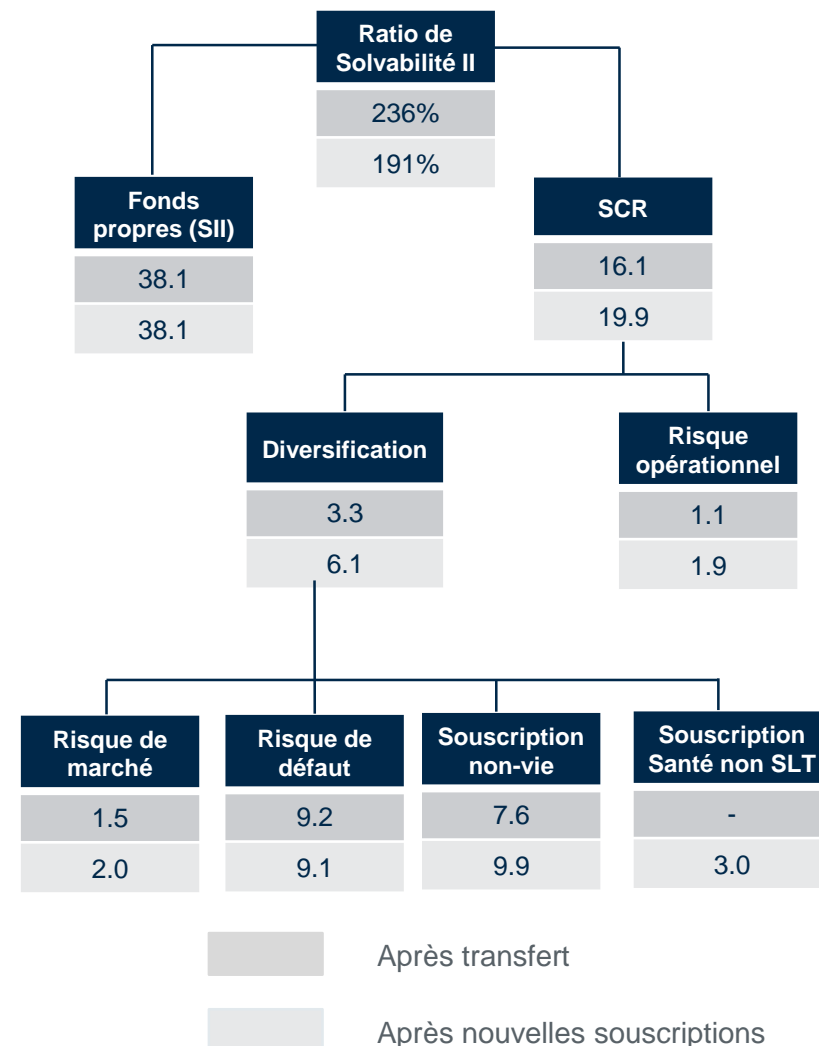 Ratio de
Solvabilité II
236%
191%
Fonds
propres (SII)
38.1
38.1
SCR
16.1
19.9
Diversification
3.3
6.1
Risque
opérationnel
1.1
1.9
Risque de
marché
1.5
2.0
Risque de
défaut
9.2
9.1
Souscription
non-vie
7.6
9.9
Souscription
Santé non SLT
-
3.0
Après transfert
Après nouvelles souscriptions